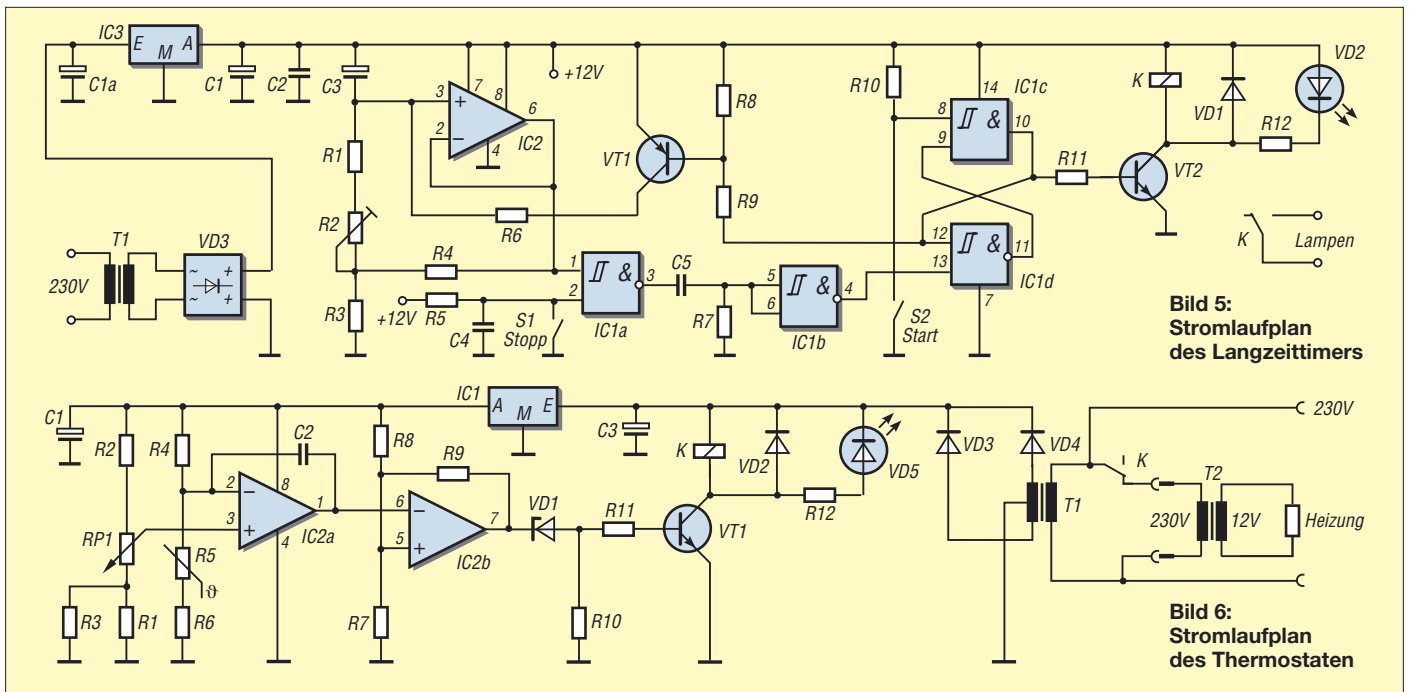 IC3 E M A
C1a
C1
C2
C3
3 + 7 8 6
2 − 4
IC2
+12V
R1
R2
R3
R4
+12V
R5
C4
S1
Stopp
R6
VT1
R8
R9
1 & 3
2
IC1a
C5
R7
5 & 4
6
IC1b
R10
S2
Start
14 IC1c
8 & 10
9
12 & 11
13
IC1d
7
R11
VT2
K
VD1
R12
VD2
K Lampen
T1
230V
VD3
~ +
~ +
Bild 5:
Stromlaufplan
des Langzeittimers
C1
R2
R4
C2
RP1
R5
ϑ
R3
R1
R6
2 − 8 1
3 + 4
IC2a
R8
R9
R7
6 − 7
5 +
IC2b
VD1
R10
R11
IC1 A M E
C3
K
VD2
VD5
R12
VT1
VD3
VD4
T1
230V
K
T2
230V 12V
Heizung
Bild 6:
Stromlaufplan
des Thermostaten